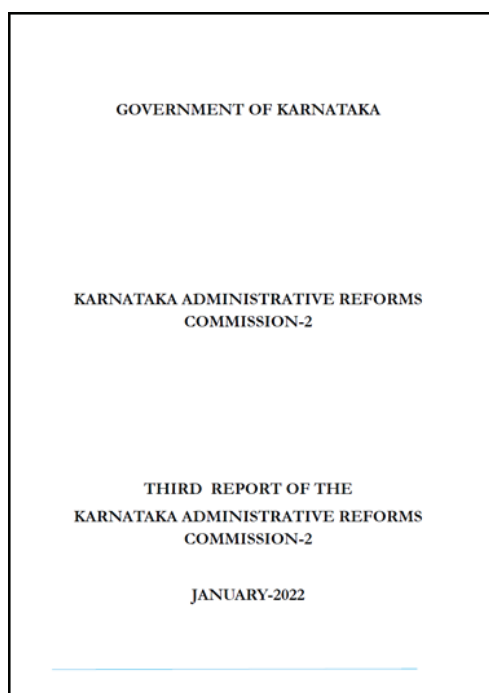 GOVERNMENT OF KARNATAKA
KARNATAKA ADMINISTRATIVE REFORMS
COMMISSION-2
THIRD REPORT OF THE
KARNATAKA ADMINISTRATIVE REFORMS
COMMISSION-2
JANUARY-2022